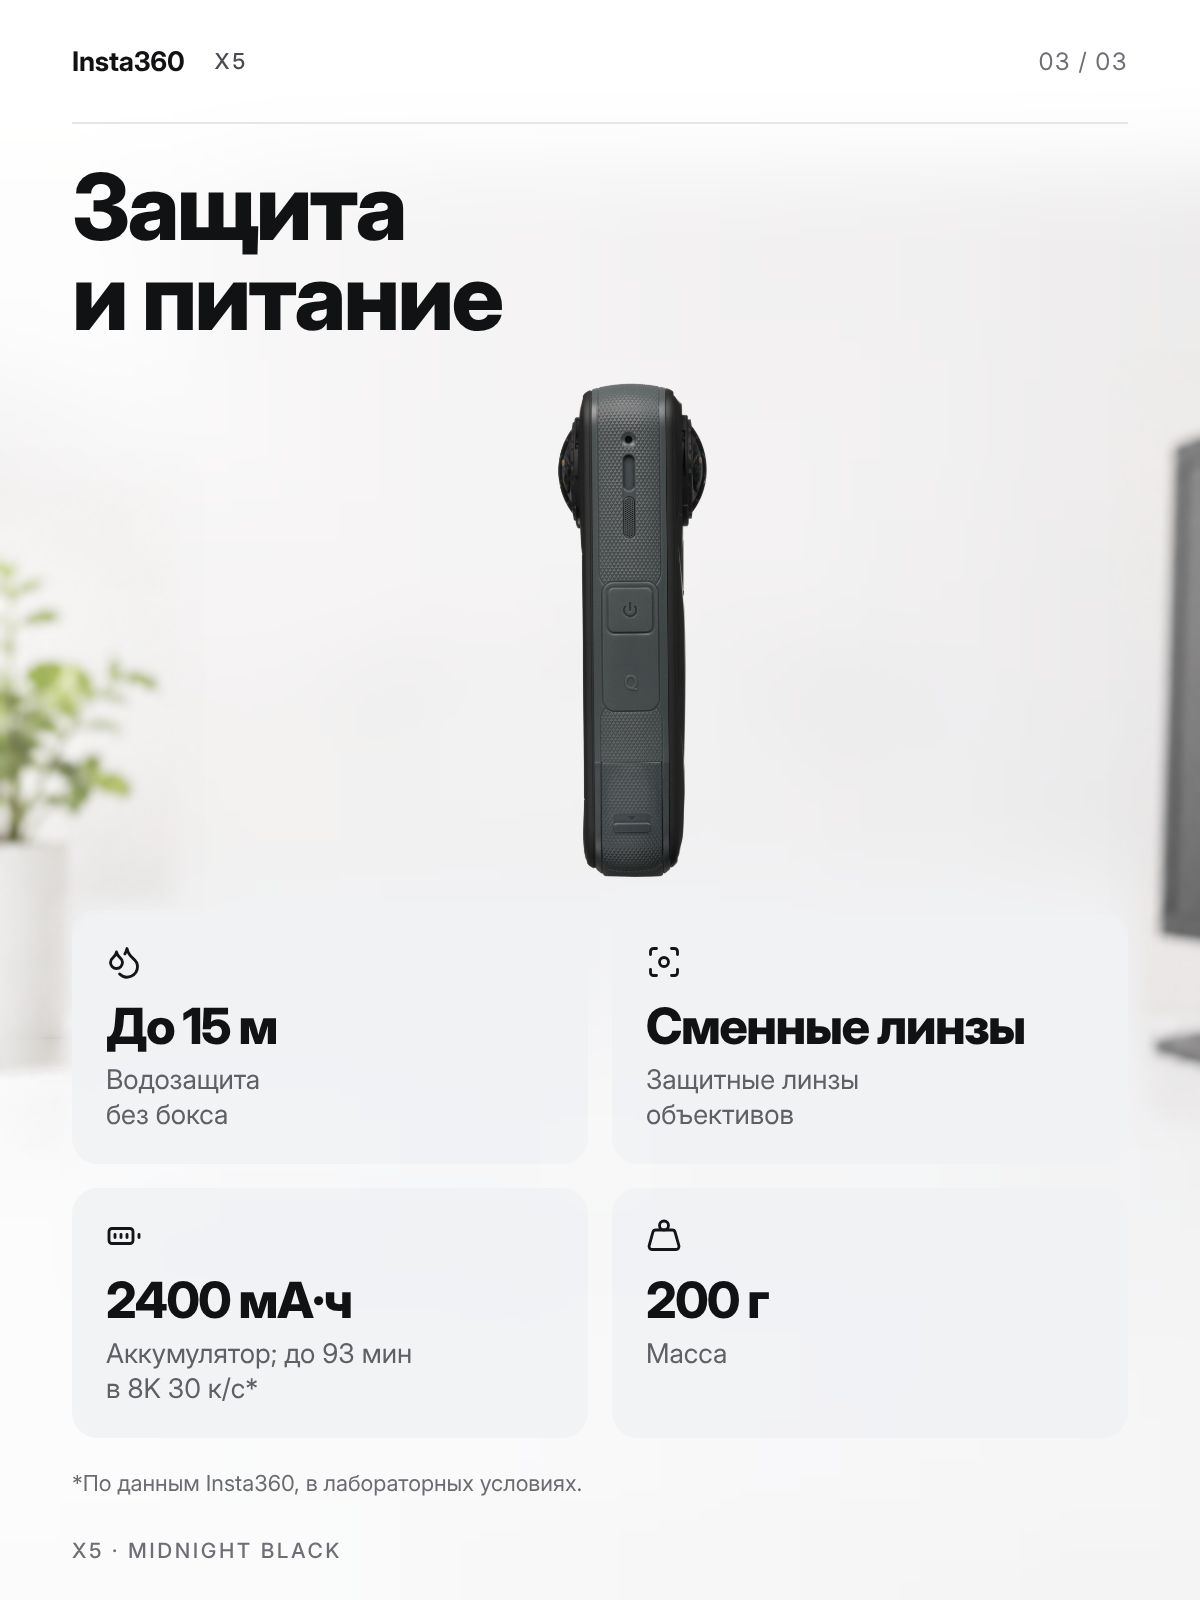 Insta360 X5 03 / 03
Защита
и питание
Q
До 15 м
Водозащита
без бокса
Сменные линзы
Защитные линзы
объективов
2400 мА·ч
Аккумулятор; до 93 мин
в 8K 30 к/с*
200 г
Масса
*По данным Insta360, в лабораторных условиях.
X5 · MIDNIGHT BLACK